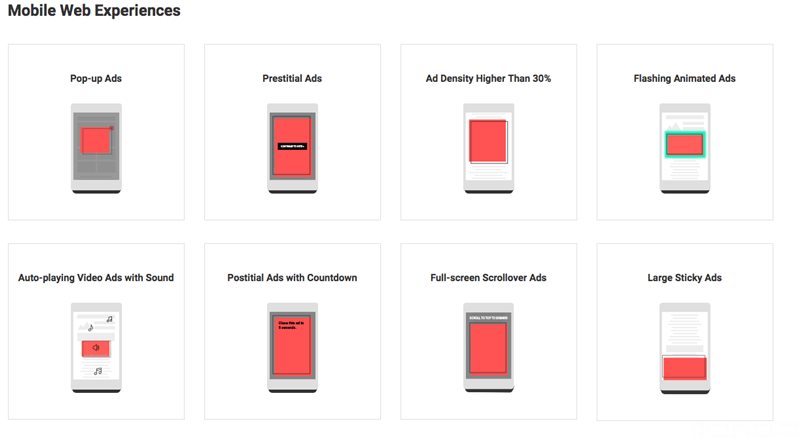 Mobile Web Experiences
Pop-up Ads
Prestitial Ads
Ad Density Higher Than 30%
Flashing Animated Ads
Auto-playing Video Ads with Sound
Postitial Ads with Countdown
Full-screen Scrollover Ads
Large Sticky Ads